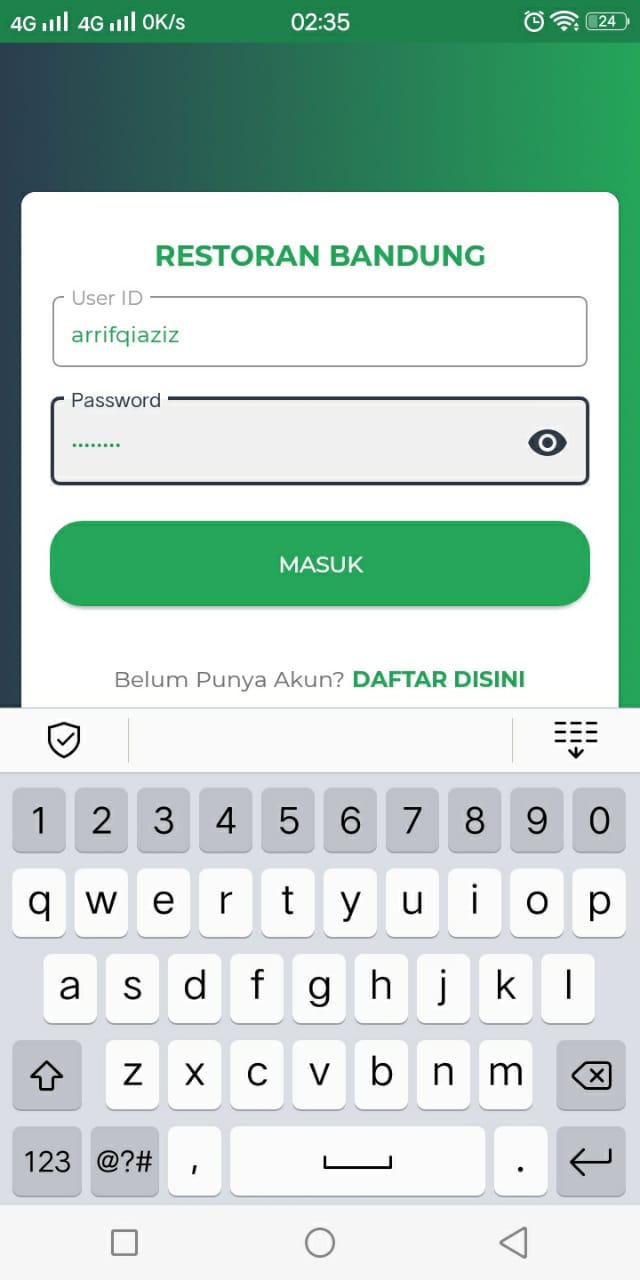 4G 4G 0K/s 02:35 24
RESTORAN BANDUNG
User ID
arrifqiaziz
Password
••••••••
MASUK
Belum Punya Akun? DAFTAR DISINI
1 2 3 4 5 6 7 8 9 0
q w e r t y u i o p
a s d f g h j k l
z x c v b n m
123 @?# , .